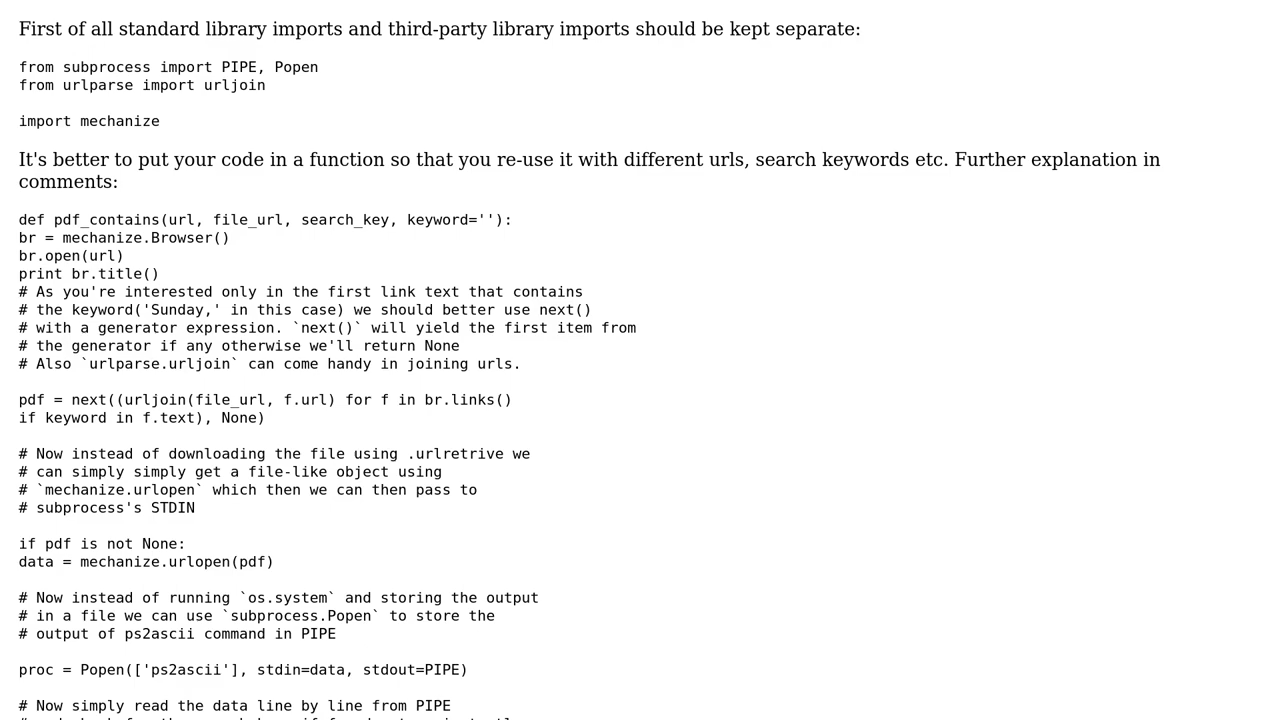 First of all standard library imports and third-party library imports should be kept separate:
from subprocess import PIPE, Popen
from urlparse import urljoin
import mechanize
It's better to put your code in a function so that you re-use it with different urls, search keywords etc. Further explanation in
comments:
def pdf_contains(url, file_url, search_key, keyword=''):
br = mechanize.Browser()
br.open(url)
print br.title()
# As you're interested only in the first link text that contains
# the keyword('Sunday,' in this case) we should better use next()
# with a generator expression. `next()` will yield the first item from
# the generator if any otherwise we'll return None
# Also `urlparse.urljoin` can come handy in joining urls.
pdf = next((urljoin(file_url, f.url) for f in br.links()
if keyword in f.text), None)
# Now instead of downloading the file using .urlretrive we
# can simply simply get a file-like object using
# `mechanize.urlopen` which then we can then pass to
# subprocess's STDIN
if pdf is not None:
data = mechanize.urlopen(pdf)
# Now instead of running `os.system` and storing the output
# in a file we can use `subprocess.Popen` to store the
# output of ps2ascii command in PIPE
proc = Popen(['ps2ascii'], stdin=data, stdout=PIPE)
# Now simply read the data line by line from PIPE